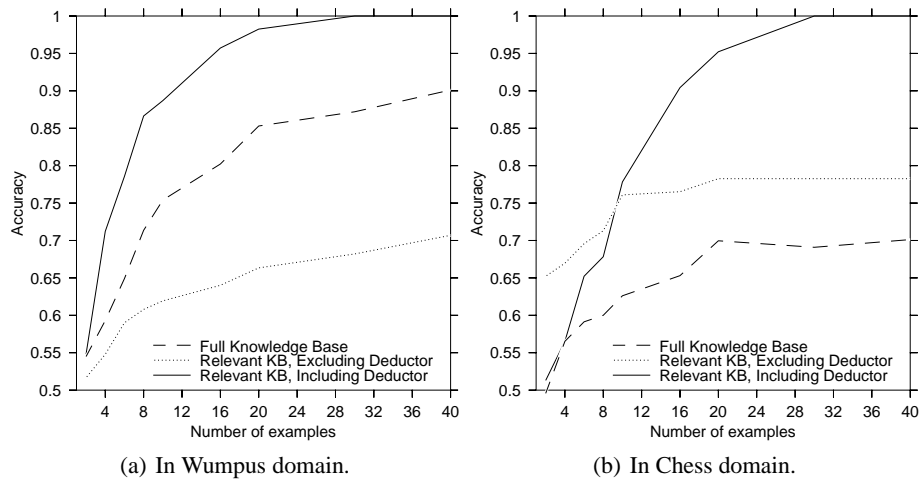 1
0.95
0.9
0.85
0.8
0.75
0.7
0.65
0.6
0.55
0.5
Accuracy
4 8 12 16 20 24 28 32 36 40
Number of examples
Full Knowledge Base
Relevant KB, Excluding Deductor
Relevant KB, Including Deductor
(a) In Wumpus domain.
1
0.95
0.9
0.85
0.8
0.75
0.7
0.65
0.6
0.55
0.5
Accuracy
4 8 12 16 20 24 28 32 36 40
Number of examples
Full Knowledge Base
Relevant KB, Excluding Deductor
Relevant KB, Including Deductor
(b) In Chess domain.